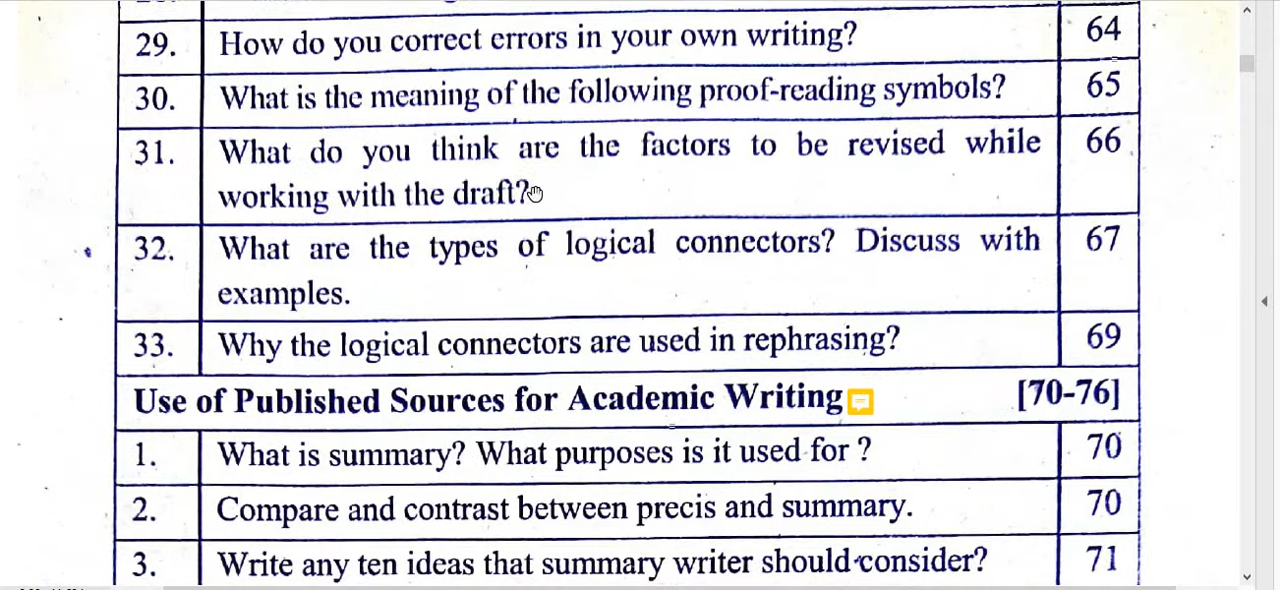 29. How do you correct errors in your own writing? 64
30. What is the meaning of the following proof-reading symbols? 65
31. What do you think are the factors to be revised while 66
working with the draft?
32. What are the types of logical connectors? Discuss with 67
examples.
33. Why the logical connectors are used in rephrasing? 69
Use of Published Sources for Academic Writing [70-76]
1. What is summary? What purposes is it used for ? 70
2. Compare and contrast between precis and summary. 70
3. Write any ten ideas that summary writer should consider? 71